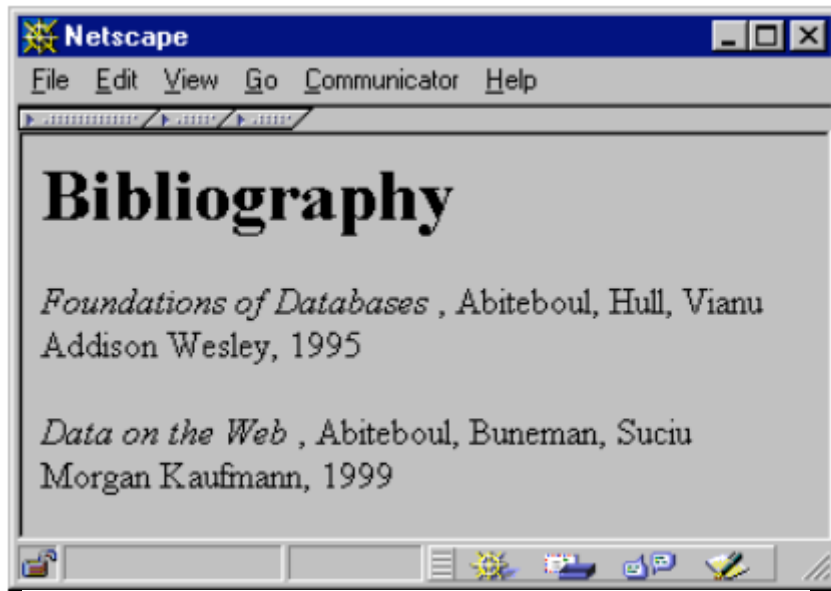 Netscape
File Edit View Go Communicator Help
Bibliography
Foundations of Databases , Abiteboul, Hull, Vianu
Addison Wesley, 1995
Data on the Web , Abiteboul, Buneman, Suciu
Morgan Kaufmann, 1999